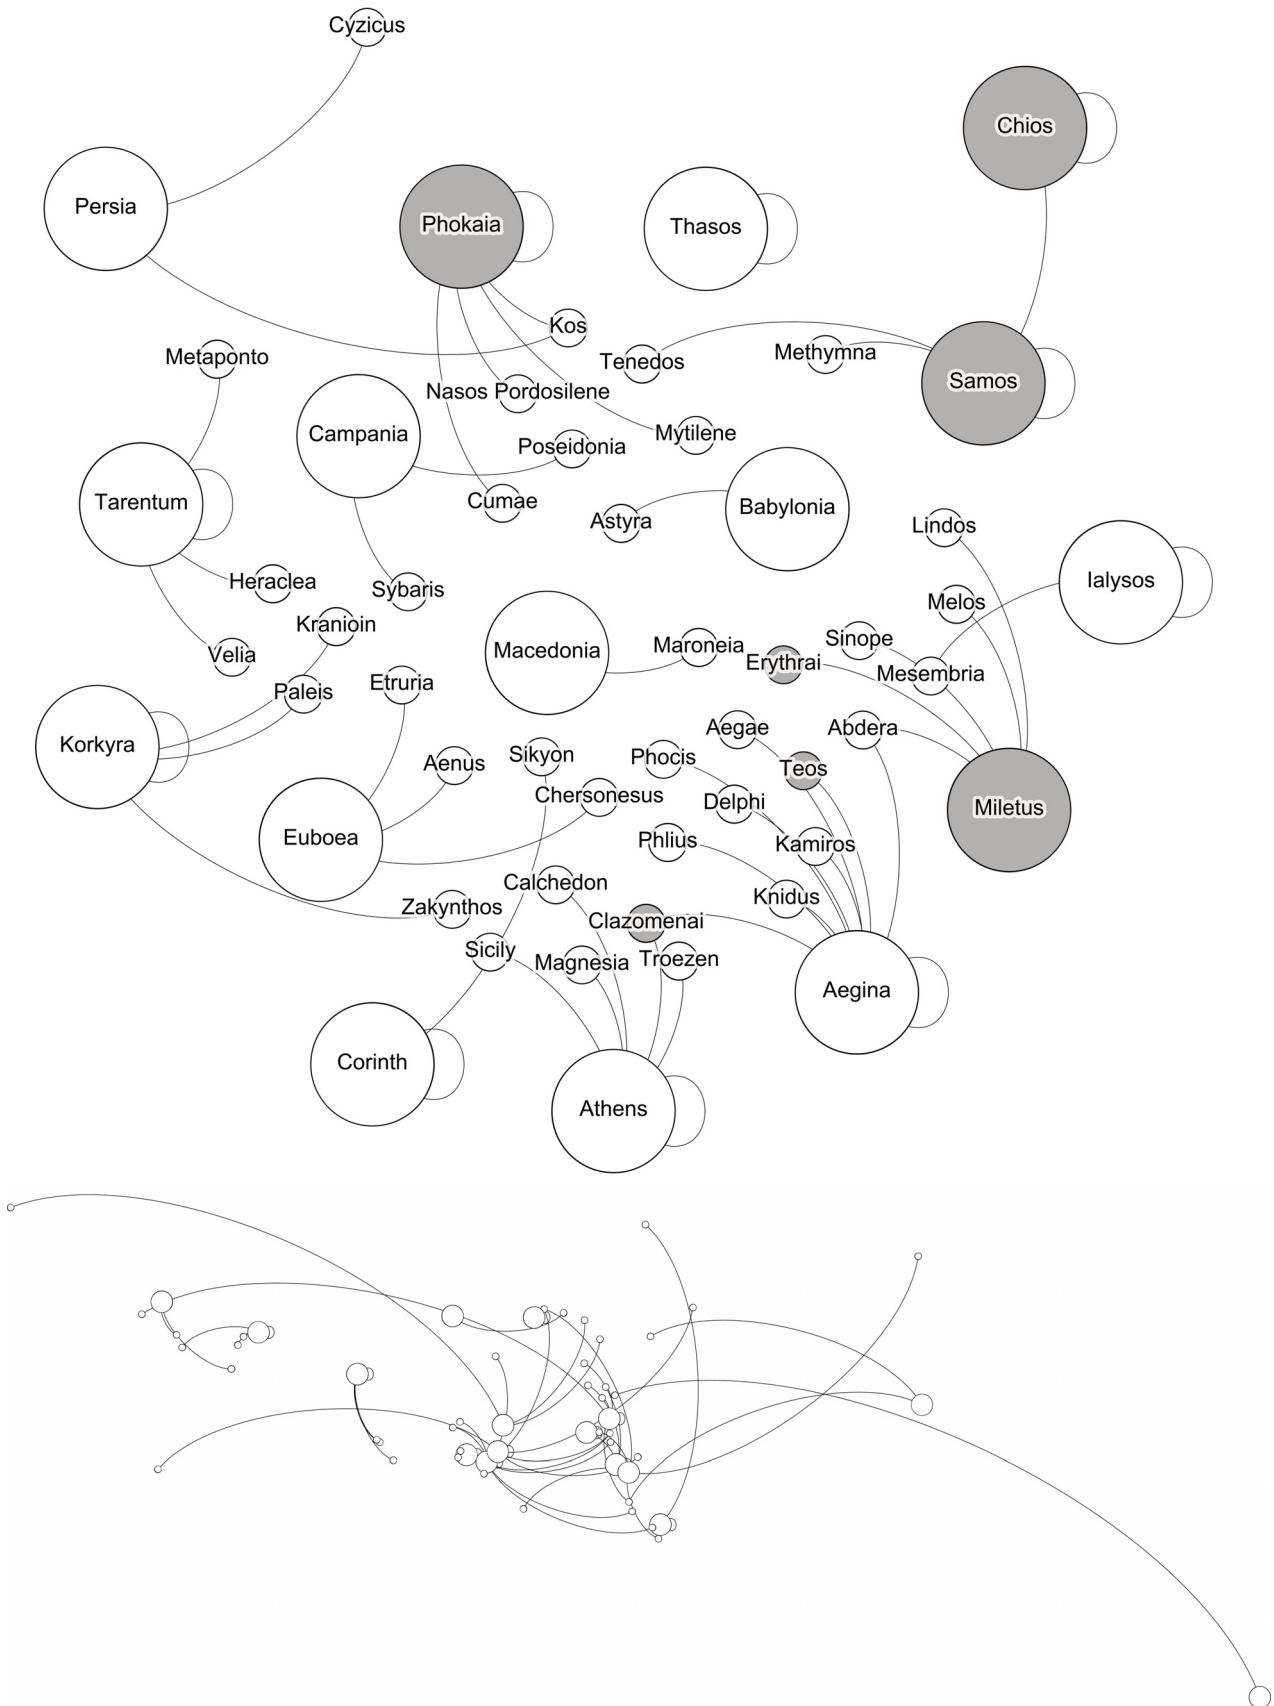 Cyzicus
Chios
Persia
Phokaia
Thasos
Kos
Metaponto
Tenedos
Methymna
Samos
Nasos Pordosilene
Campania
Mytilene
Poseidonia
Tarentum
Cumae
Babylonia
Astyra
Lindos
Heraclea
Ialysos
Sybaris
Melos
Kranioin
Sinope
Macedonia
Maroneia
Velia
Erythrai
Mesembria
Etruria
Paleis
Aegae
Abdera
Korkyra
Sikyon
Phocis
Aenus
Teos
Chersonesus
Delphi
Miletus
Euboea
Phlius
Kamiros
Calchedon
Knidus
Zakynthos
Clazomenai
Sicily
Magnesia
Troezen
Aegina
Corinth
Athens